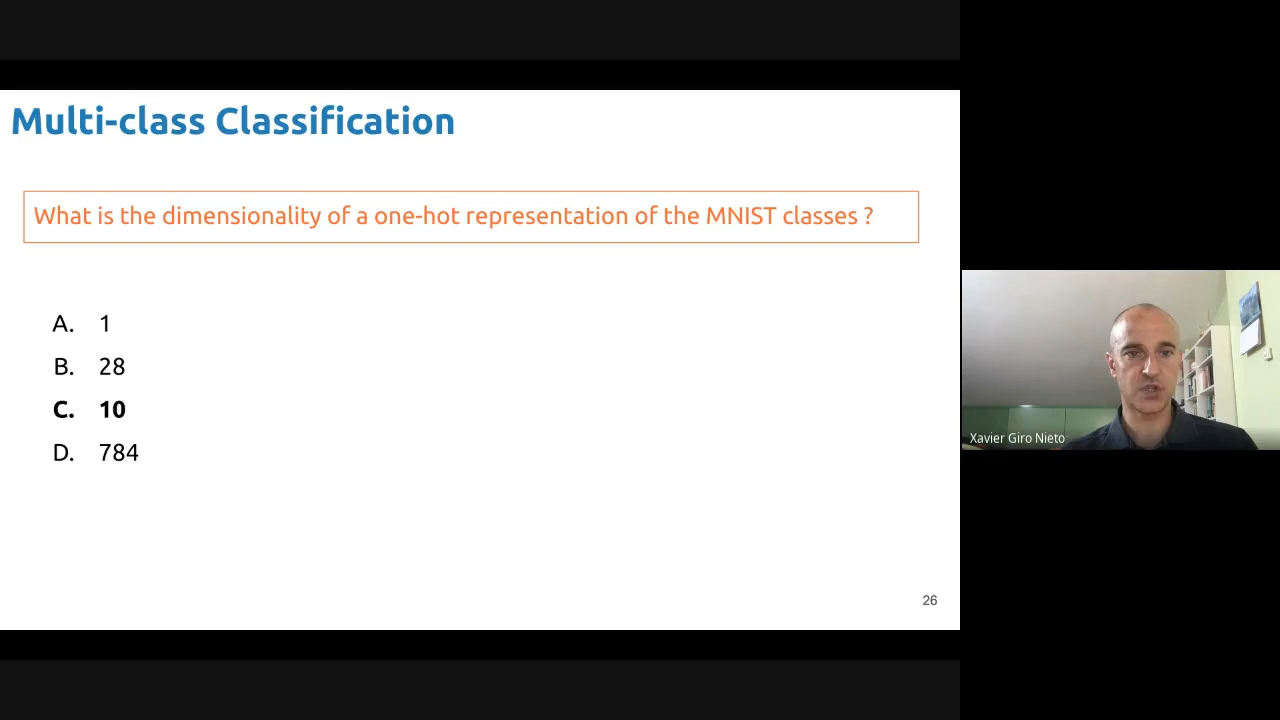 Multi-class Classification
What is the dimensionality of a one-hot representation of the MNIST classes ?
A. 1
B. 28
C. 10
D. 784
26
Xavier Giro Nieto